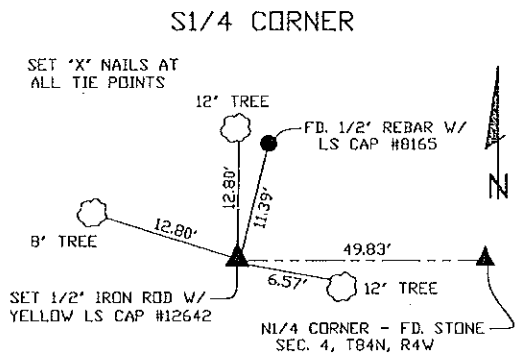 S1/4 CORNER
SET 'X' NAILS AT
ALL TIE POINTS
12' TREE
FD. 1/2' REBAR W/
LS CAP #8165
N
12.80'
11.39'
12.80'
8' TREE
49.83'
6.57'
12' TREE
SET 1/2' IRON ROD W/
YELLOW LS CAP #12642
N1/4 CORNER - FD. STONE
SEC. 4, T84N, R4W